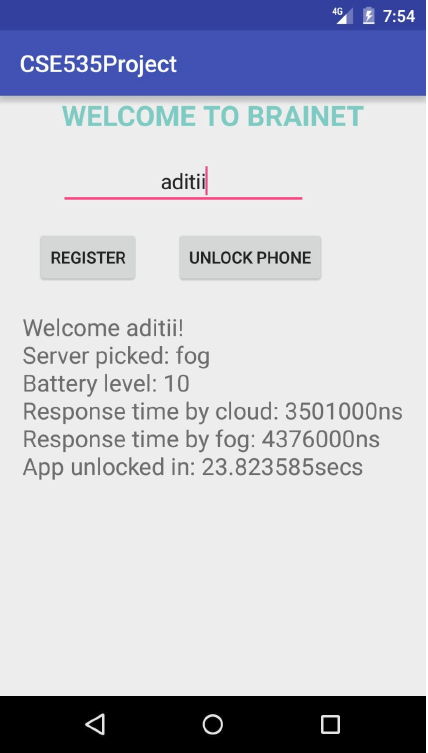 4G 7:54
CSE535Project
WELCOME TO BRAINET
aditii
REGISTER UNLOCK PHONE
Welcome aditii!
Server picked: fog
Battery level: 10
Response time by cloud: 3501000ns
Response time by fog: 4376000ns
App unlocked in: 23.823585secs